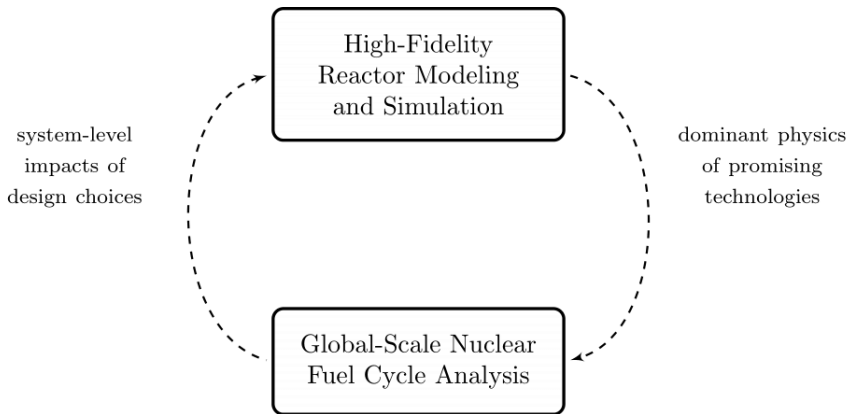 High-Fidelity
Reactor Modeling
and Simulation
system-level
impacts of
design choices
dominant physics
of promising
technologies
Global-Scale Nuclear
Fuel Cycle Analysis